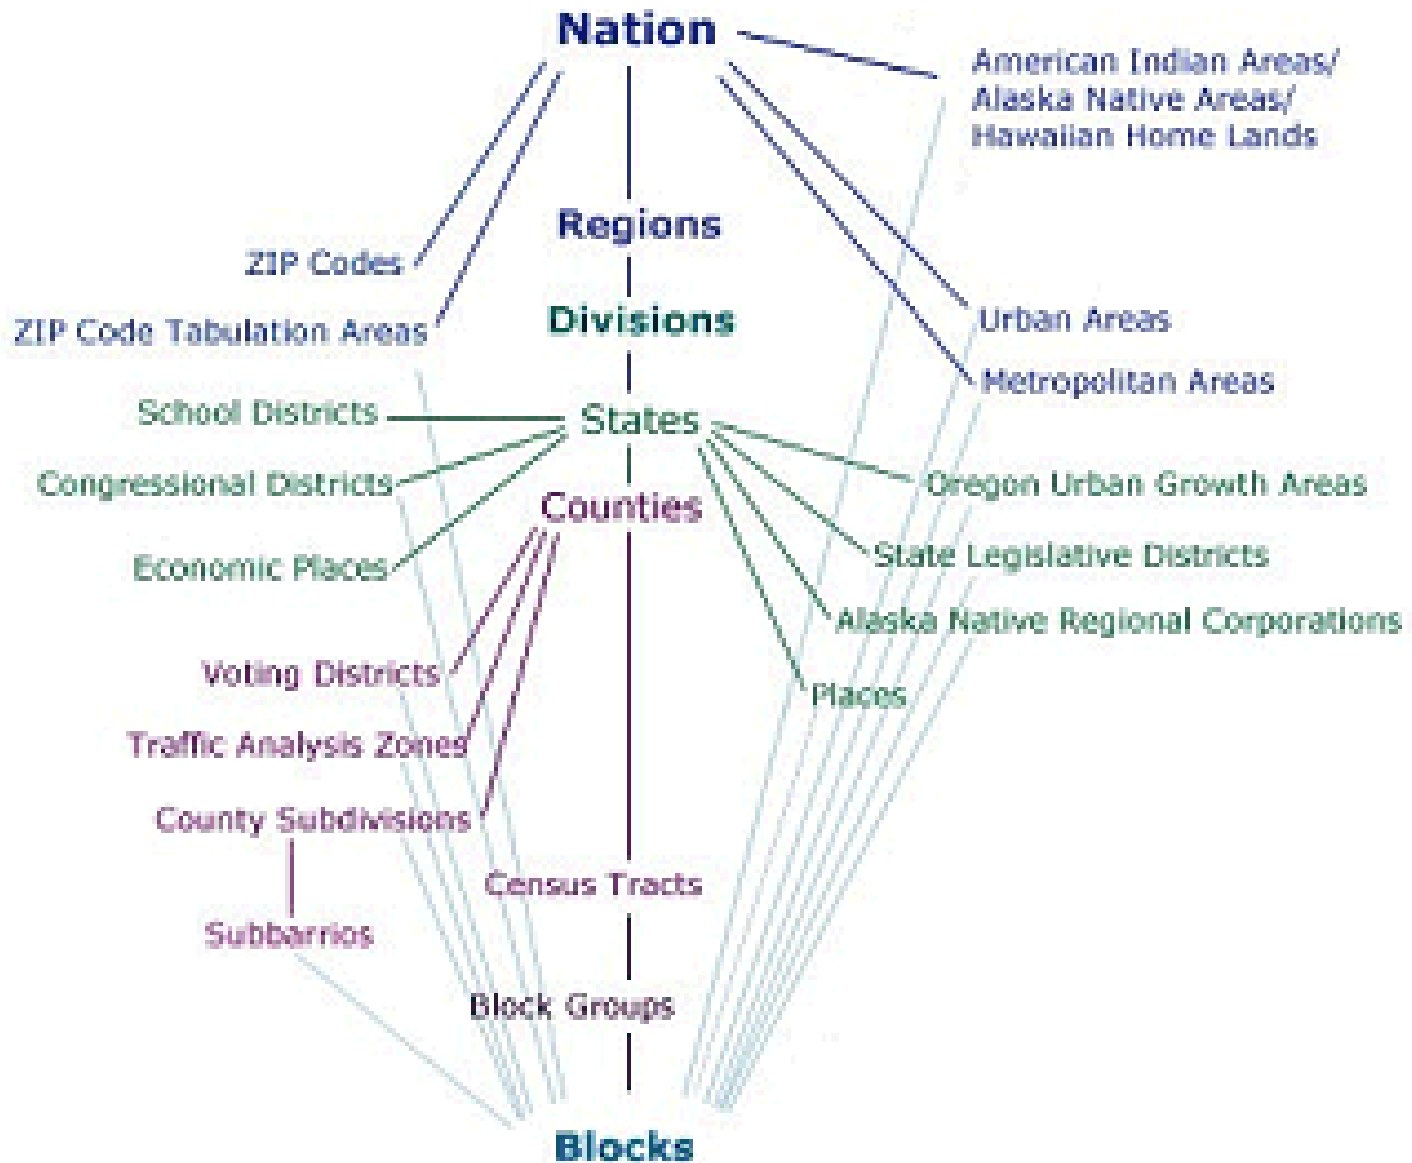 Nation
American Indian Areas/
Alaska Native Areas/
Hawaiian Home Lands
Regions
ZIP Codes
Divisions
Urban Areas
ZIP Code Tabulation Areas
Metropolitan Areas
School Districts
States
Congressional Districts
Oregon Urban Growth Areas
Counties
State Legislative Districts
Economic Places
Alaska Native Regional Corporations
Voting Districts
Places
Traffic Analysis Zones
County Subdivisions
Census Tracts
Subbarrios
Block Groups
Blocks